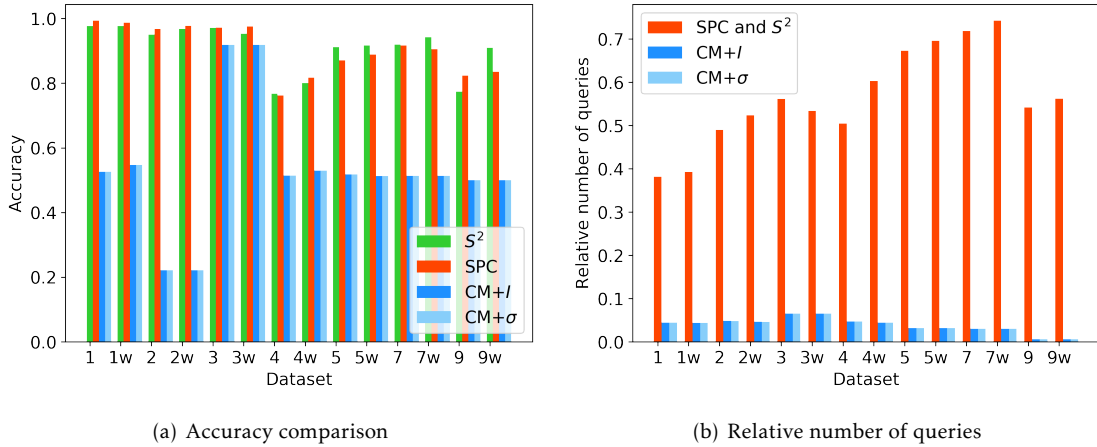 1.0
0.8
0.6
0.4
0.2
0.0
Accuracy
S²
SPC
CM+I
CM+σ
1 1w 2 2w 3 3w 4 4w 5 5w 7 7w 9 9w
Dataset
(a) Accuracy comparison
0.7
0.6
0.5
0.4
0.3
0.2
0.1
0.0
Relative number of queries
SPC and S²
CM+I
CM+σ
1 1w 2 2w 3 3w 4 4w 5 5w 7 7w 9 9w
Dataset
(b) Relative number of queries